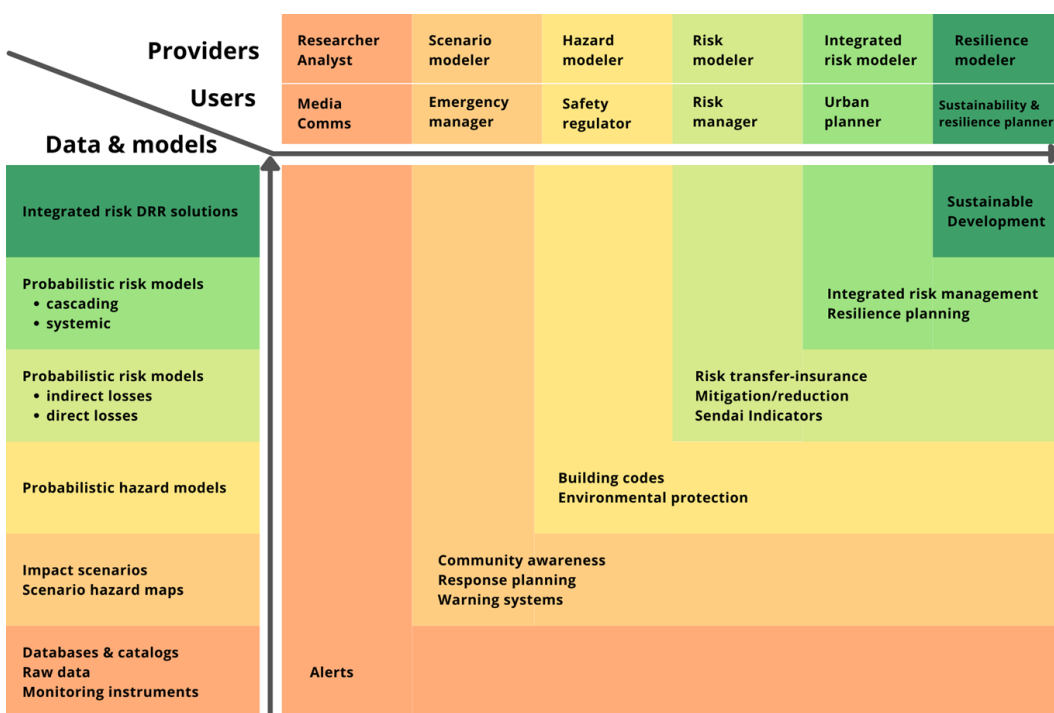 Providers
Researcher
Analyst
Scenario
modeler
Hazard
modeler
Risk
modeler
Integrated
risk modeler
Resilience
modeler
Users
Media
Comms
Emergency
manager
Safety
regulator
Risk
manager
Urban
planner
Sustainability &
resilience planner
Data & models
Integrated risk DRR solutions
Sustainable
Development
Probabilistic risk models
• cascading
• systemic
Integrated risk management
Resilience planning
Probabilistic risk models
• indirect losses
• direct losses
Risk transfer-insurance
Mitigation/reduction
Sendai Indicators
Probabilistic hazard models
Building codes
Environmental protection
Impact scenarios
Scenario hazard maps
Community awareness
Response planning
Warning systems
Databases & catalogs
Raw data
Monitoring instruments
Alerts